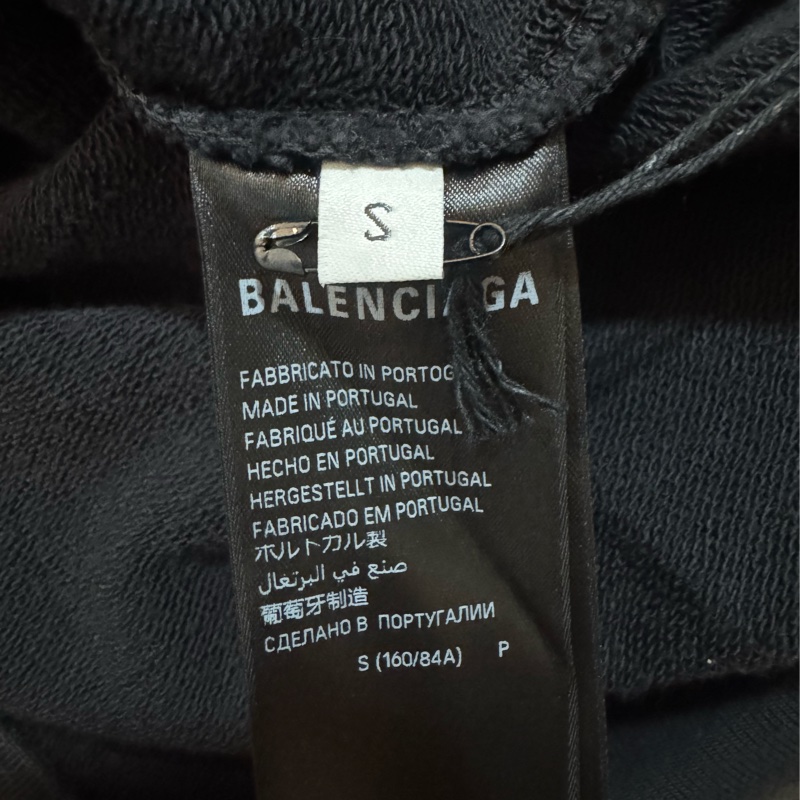 S
BALENCIAGA
FABBRICATO IN PORTOG
MADE IN PORTUGAL
FABRIQUÉ AU PORTUGAL
HECHO EN PORTUGAL
HERGESTELLT IN PORTUGAL
FABRICADO EM PORTUGAL
ポルトカル製
صنع في البرتغال
葡萄牙制造
СДЕЛАНО В ПОРТУГАЛИИ
S (160/84A) P